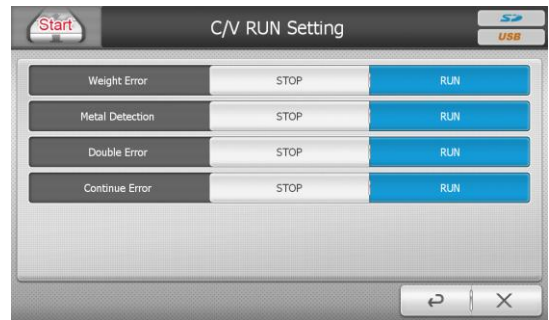 Start
C/V RUN Setting
SD
USB
Weight Error STOP RUN
Metal Detection STOP RUN
Double Error STOP RUN
Continue Error STOP RUN